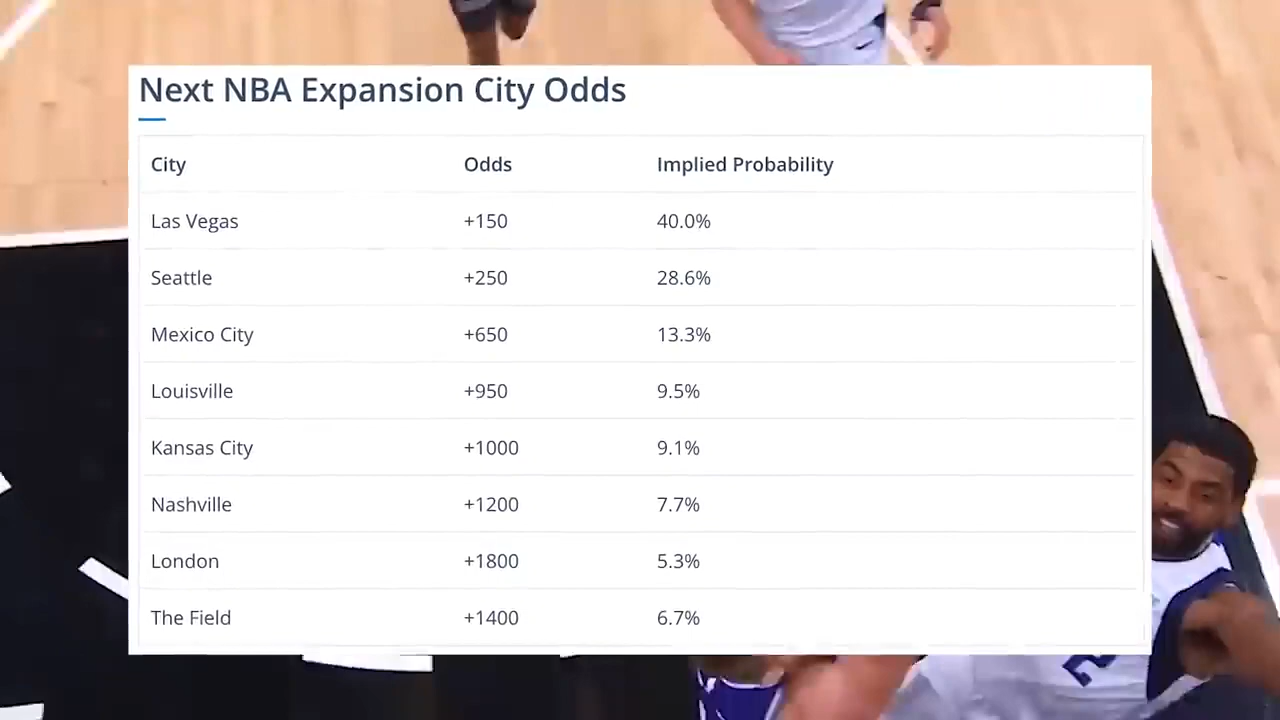 Next NBA Expansion City Odds
City Odds Implied Probability
Las Vegas +150 40.0%
Seattle +250 28.6%
Mexico City +650 13.3%
Louisville +950 9.5%
Kansas City +1000 9.1%
Nashville +1200 7.7%
London +1800 5.3%
The Field +1400 6.7%
2